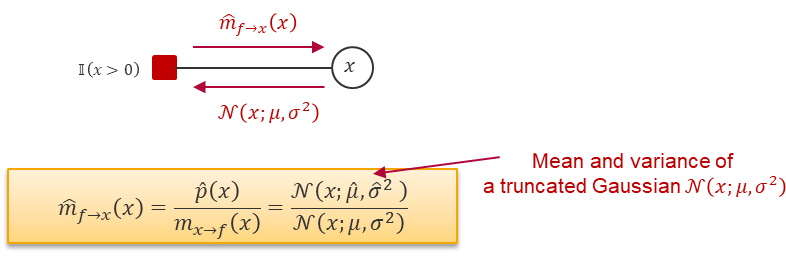 m̂_{f→x}(x)
𝕀(x > 0)
x
𝒩(x; μ, σ²)
Mean and variance of
a truncated Gaussian 𝒩(x; μ, σ²)
m̂_{f→x}(x) = p̂(x) / m_{x→f}(x) = 𝒩(x; μ̂, σ̂²) / 𝒩(x; μ, σ²)